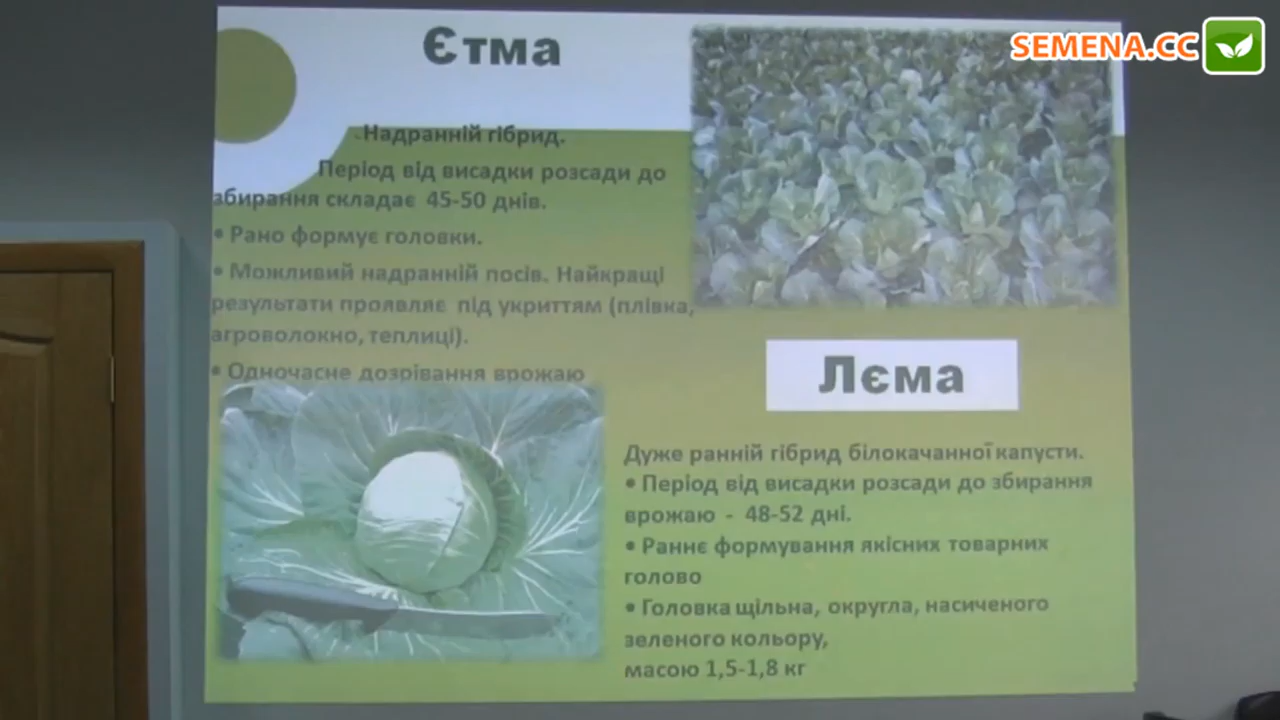 SEMENA.CC
Єтма
Надранній гібрид.
Період від висадки розсади до
збирання складає 45-50 днів.
• Рано формує головки.
• Можливий надранній посів. Найкращі
результати проявляє під укриттям (плівка,
агроволокно, теплиці).
• Одночасне дозрівання врожаю
Лєма
Дуже ранній гібрид білокачанної капусти.
• Період від висадки розсади до збирання
врожаю - 48-52 дні.
• Раннє формування якісних товарних
голово
• Головка щільна, округла, насиченого
зеленого кольору,
масою 1,5-1,8 кг